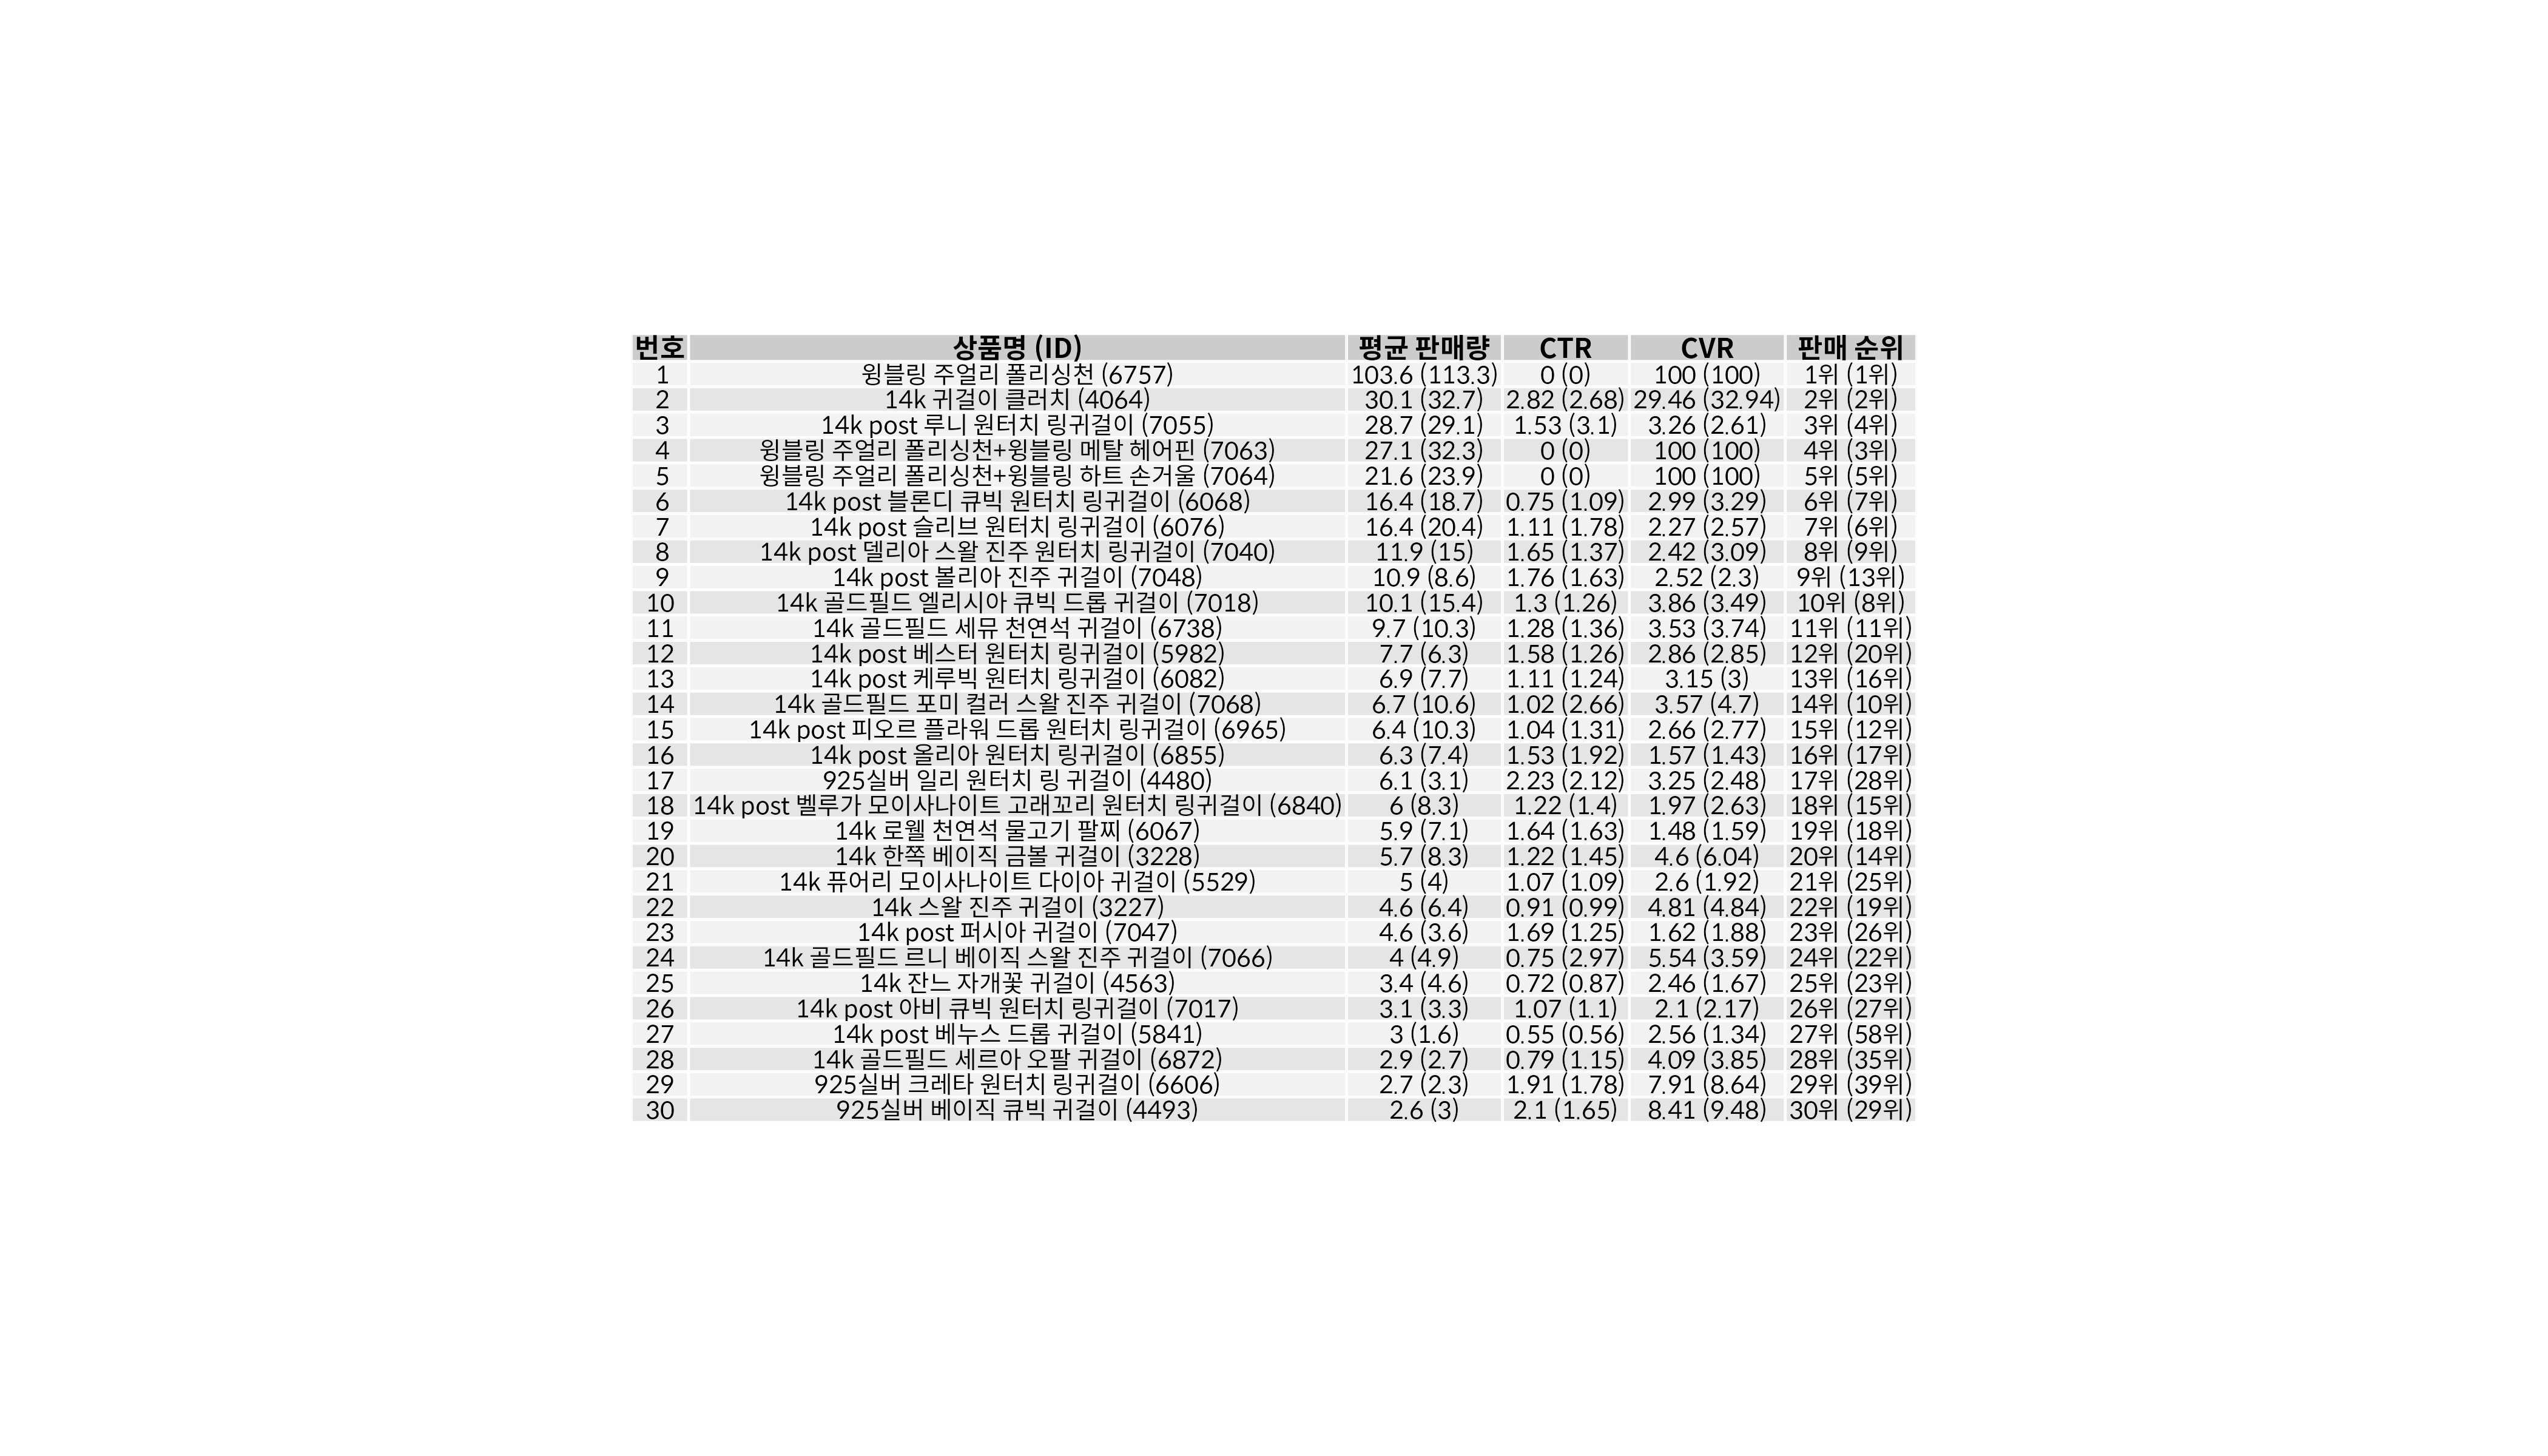 번호 상품명 (ID) 평균 판매량 CTR CVR 판매 순위
1 윙블링 주얼리 폴리싱천 (6757) 103.6 (113.3) 0 (0) 100 (100) 1위 (1위)
2 14k 귀걸이 클러치 (4064) 30.1 (32.7) 2.82 (2.68) 29.46 (32.94) 2위 (2위)
3 14k post 루니 원터치 링귀걸이 (7055) 28.7 (29.1) 1.53 (3.1) 3.26 (2.61) 3위 (4위)
4 윙블링 주얼리 폴리싱천+윙블링 메탈 헤어핀 (7063) 27.1 (32.3) 0 (0) 100 (100) 4위 (3위)
5 윙블링 주얼리 폴리싱천+윙블링 하트 손거울 (7064) 21.6 (23.9) 0 (0) 100 (100) 5위 (5위)
6 14k post 블론디 큐빅 원터치 링귀걸이 (6068) 16.4 (18.7) 0.75 (1.09) 2.99 (3.29) 6위 (7위)
7 14k post 슬리브 원터치 링귀걸이 (6076) 16.4 (20.4) 1.11 (1.78) 2.27 (2.57) 7위 (6위)
8 14k post 델리아 스왈 진주 원터치 링귀걸이 (7040) 11.9 (15) 1.65 (1.37) 2.42 (3.09) 8위 (9위)
9 14k post 볼리아 진주 귀걸이 (7048) 10.9 (8.6) 1.76 (1.63) 2.52 (2.3) 9위 (13위)
10 14k 골드필드 엘리시아 큐빅 드롭 귀걸이 (7018) 10.1 (15.4) 1.3 (1.26) 3.86 (3.49) 10위 (8위)
11 14k 골드필드 세뮤 천연석 귀걸이 (6738) 9.7 (10.3) 1.28 (1.36) 3.53 (3.74) 11위 (11위)
12 14k post 베스터 원터치 링귀걸이 (5982) 7.7 (6.3) 1.58 (1.26) 2.86 (2.85) 12위 (20위)
13 14k post 케루빅 원터치 링귀걸이 (6082) 6.9 (7.7) 1.11 (1.24) 3.15 (3) 13위 (16위)
14 14k 골드필드 포미 컬러 스왈 진주 귀걸이 (7068) 6.7 (10.6) 1.02 (2.66) 3.57 (4.7) 14위 (10위)
15 14k post 피오르 플라워 드롭 원터치 링귀걸이 (6965) 6.4 (10.3) 1.04 (1.31) 2.66 (2.77) 15위 (12위)
16 14k post 올리아 원터치 링귀걸이 (6855) 6.3 (7.4) 1.53 (1.92) 1.57 (1.43) 16위 (17위)
17 925실버 일리 원터치 링 귀걸이 (4480) 6.1 (3.1) 2.23 (2.12) 3.25 (2.48) 17위 (28위)
18 14k post 벨루가 모이사나이트 고래꼬리 원터치 링귀걸이 (6840) 6 (8.3) 1.22 (1.4) 1.97 (2.63) 18위 (15위)
19 14k 로웰 천연석 물고기 팔찌 (6067) 5.9 (7.1) 1.64 (1.63) 1.48 (1.59) 19위 (18위)
20 14k 한쪽 베이직 금볼 귀걸이 (3228) 5.7 (8.3) 1.22 (1.45) 4.6 (6.04) 20위 (14위)
21 14k 퓨어리 모이사나이트 다이아 귀걸이 (5529) 5 (4) 1.07 (1.09) 2.6 (1.92) 21위 (25위)
22 14k 스왈 진주 귀걸이 (3227) 4.6 (6.4) 0.91 (0.99) 4.81 (4.84) 22위 (19위)
23 14k post 퍼시아 귀걸이 (7047) 4.6 (3.6) 1.69 (1.25) 1.62 (1.88) 23위 (26위)
24 14k 골드필드 르니 베이직 스왈 진주 귀걸이 (7066) 4 (4.9) 0.75 (2.97) 5.54 (3.59) 24위 (22위)
25 14k 잔느 자개꽃 귀걸이 (4563) 3.4 (4.6) 0.72 (0.87) 2.46 (1.67) 25위 (23위)
26 14k post 아비 큐빅 원터치 링귀걸이 (7017) 3.1 (3.3) 1.07 (1.1) 2.1 (2.17) 26위 (27위)
27 14k post 베누스 드롭 귀걸이 (5841) 3 (1.6) 0.55 (0.56) 2.56 (1.34) 27위 (58위)
28 14k 골드필드 세르아 오팔 귀걸이 (6872) 2.9 (2.7) 0.79 (1.15) 4.09 (3.85) 28위 (35위)
29 925실버 크레타 원터치 링귀걸이 (6606) 2.7 (2.3) 1.91 (1.78) 7.91 (8.64) 29위 (39위)
30 925실버 베이직 큐빅 귀걸이 (4493) 2.6 (3) 2.1 (1.65) 8.41 (9.48) 30위 (29위)